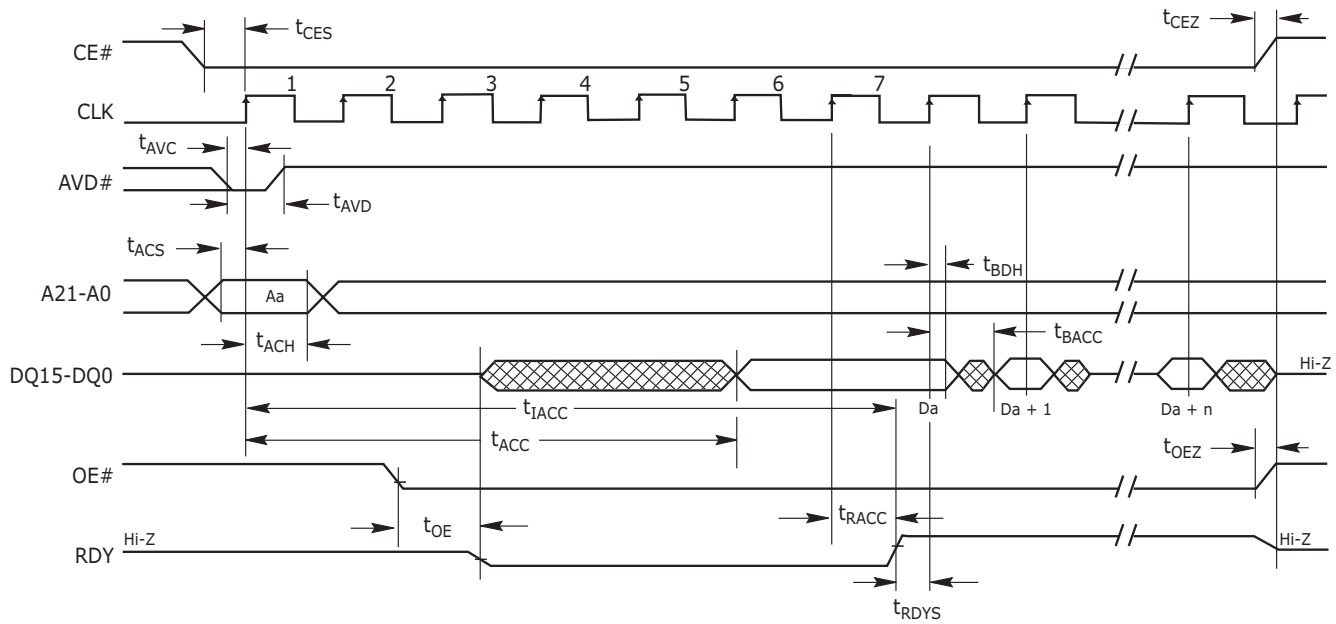 tCES
tCEZ
CE#
1 2 3 4 5 6 7
CLK
tAVC
AVD#
tAVD
tACS
tBDH
A21-A0
Aa
tBACC
tACH
DQ15-DQ0
Hi-Z
tIACC
Da
Da + 1
Da + n
tACC
tOEZ
OE#
tRACC
tOE
Hi-Z
Hi-Z
RDY
tRDYS